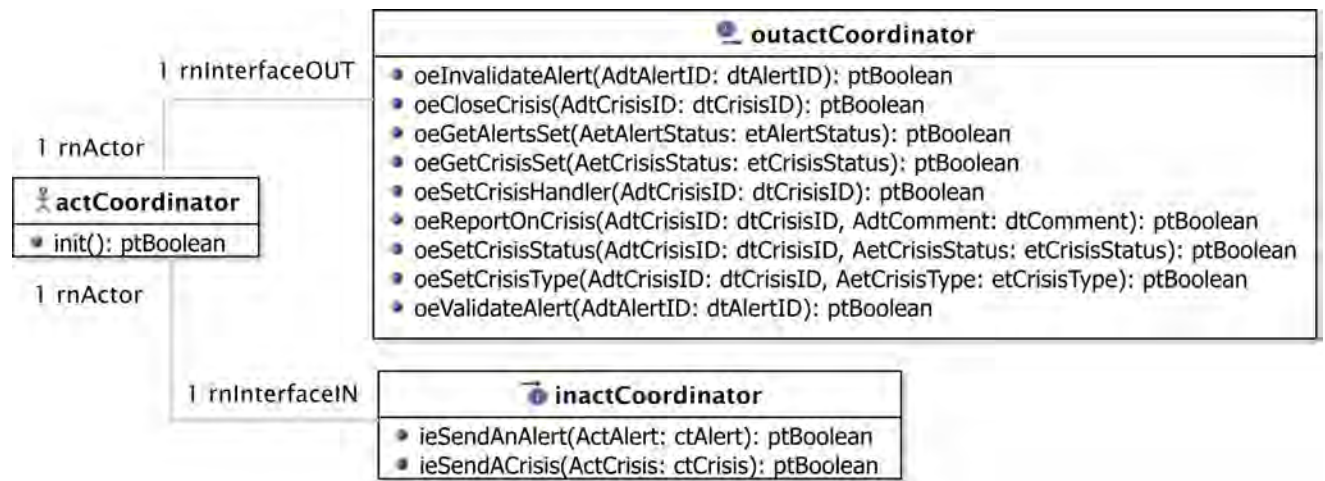 outactCoordinator
1 rnInterfaceOUT
oeInvalidateAlert(AdtAlertID: dtAlertID): ptBoolean
oeCloseCrisis(AdtCrisisID: dtCrisisID): ptBoolean
oeGetAlertsSet(AetAlertStatus: etAlertStatus): ptBoolean
oeGetCrisisSet(AetCrisisStatus: etCrisisStatus): ptBoolean
oeSetCrisisHandler(AdtCrisisID: dtCrisisID): ptBoolean
oeReportOnCrisis(AdtCrisisID: dtCrisisID, AdtComment: dtComment): ptBoolean
oeSetCrisisStatus(AdtCrisisID: dtCrisisID, AetCrisisStatus: etCrisisStatus): ptBoolean
oeSetCrisisType(AdtCrisisID: dtCrisisID, AetCrisisType: etCrisisType): ptBoolean
oeValidateAlert(AdtAlertID: dtAlertID): ptBoolean
1 rnActor
actCoordinator
init(): ptBoolean
1 rnActor
1 rnInterfaceIN
inactCoordinator
ieSendAnAlert(ActAlert: ctAlert): ptBoolean
ieSendACrisis(ActCrisis: ctCrisis): ptBoolean